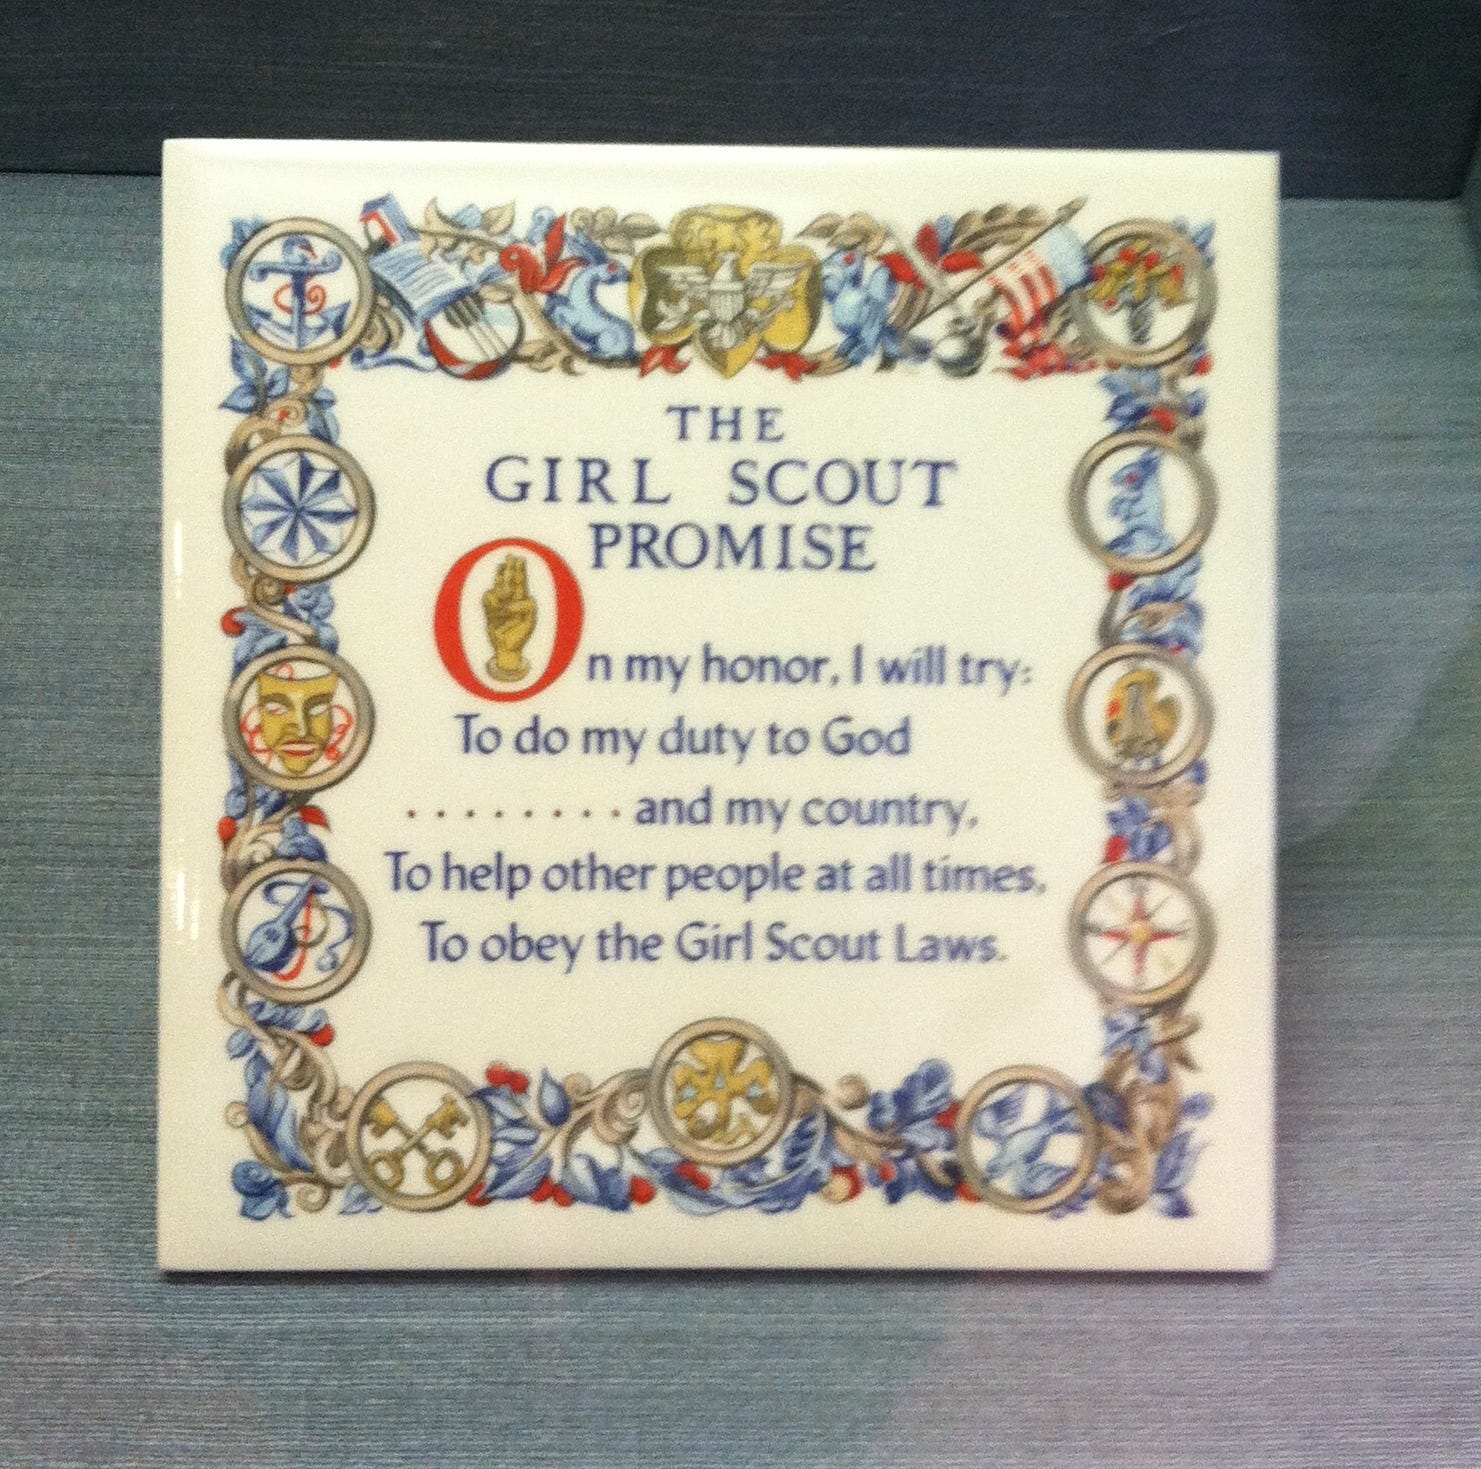 THE
GIRL SCOUT
PROMISE
On my honor, I will try:
To do my duty to God
. . . . . . . . . and my country,
To help other people at all times,
To obey the Girl Scout Laws.